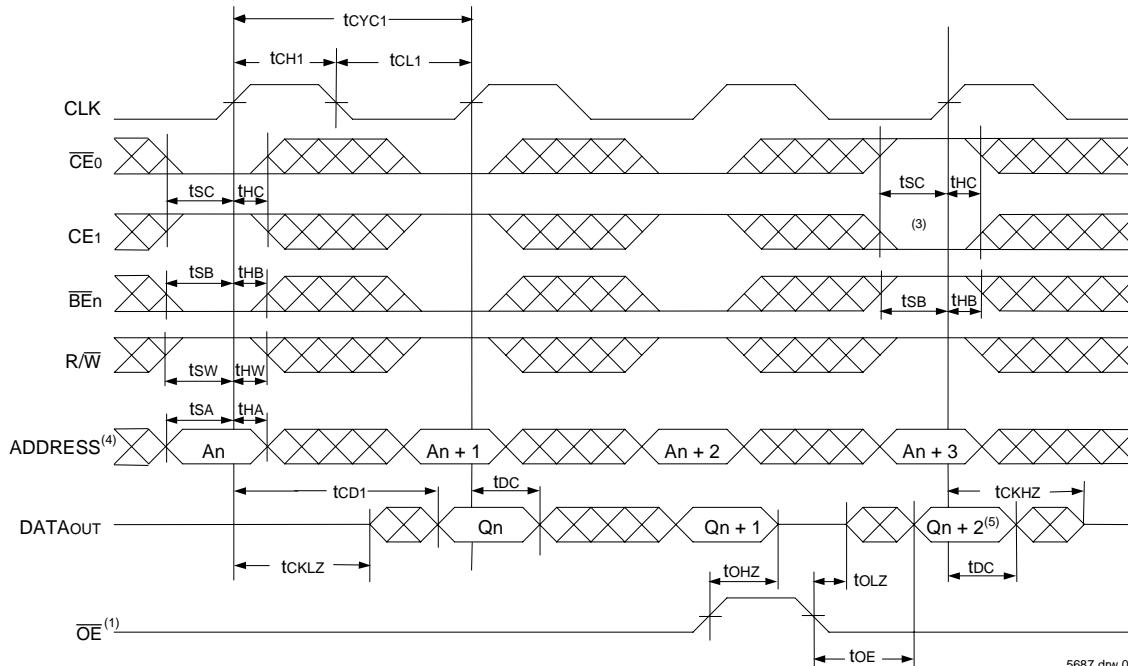 tCYC1
tCH1 tCL1
CLK
CE0
tSC tHC tSC tHC
CE1 (3)
tSB tHB tSB tHB
BEn
R/W
tSW tHW
tSA tHA
ADDRESS(4) An An + 1 An + 2 An + 3
tCD1 tDC tCKHZ
DATAOUT Qn Qn + 1 Qn + 2(5)
tCKLZ tOHZ tOLZ tDC
OE(1)
tOE